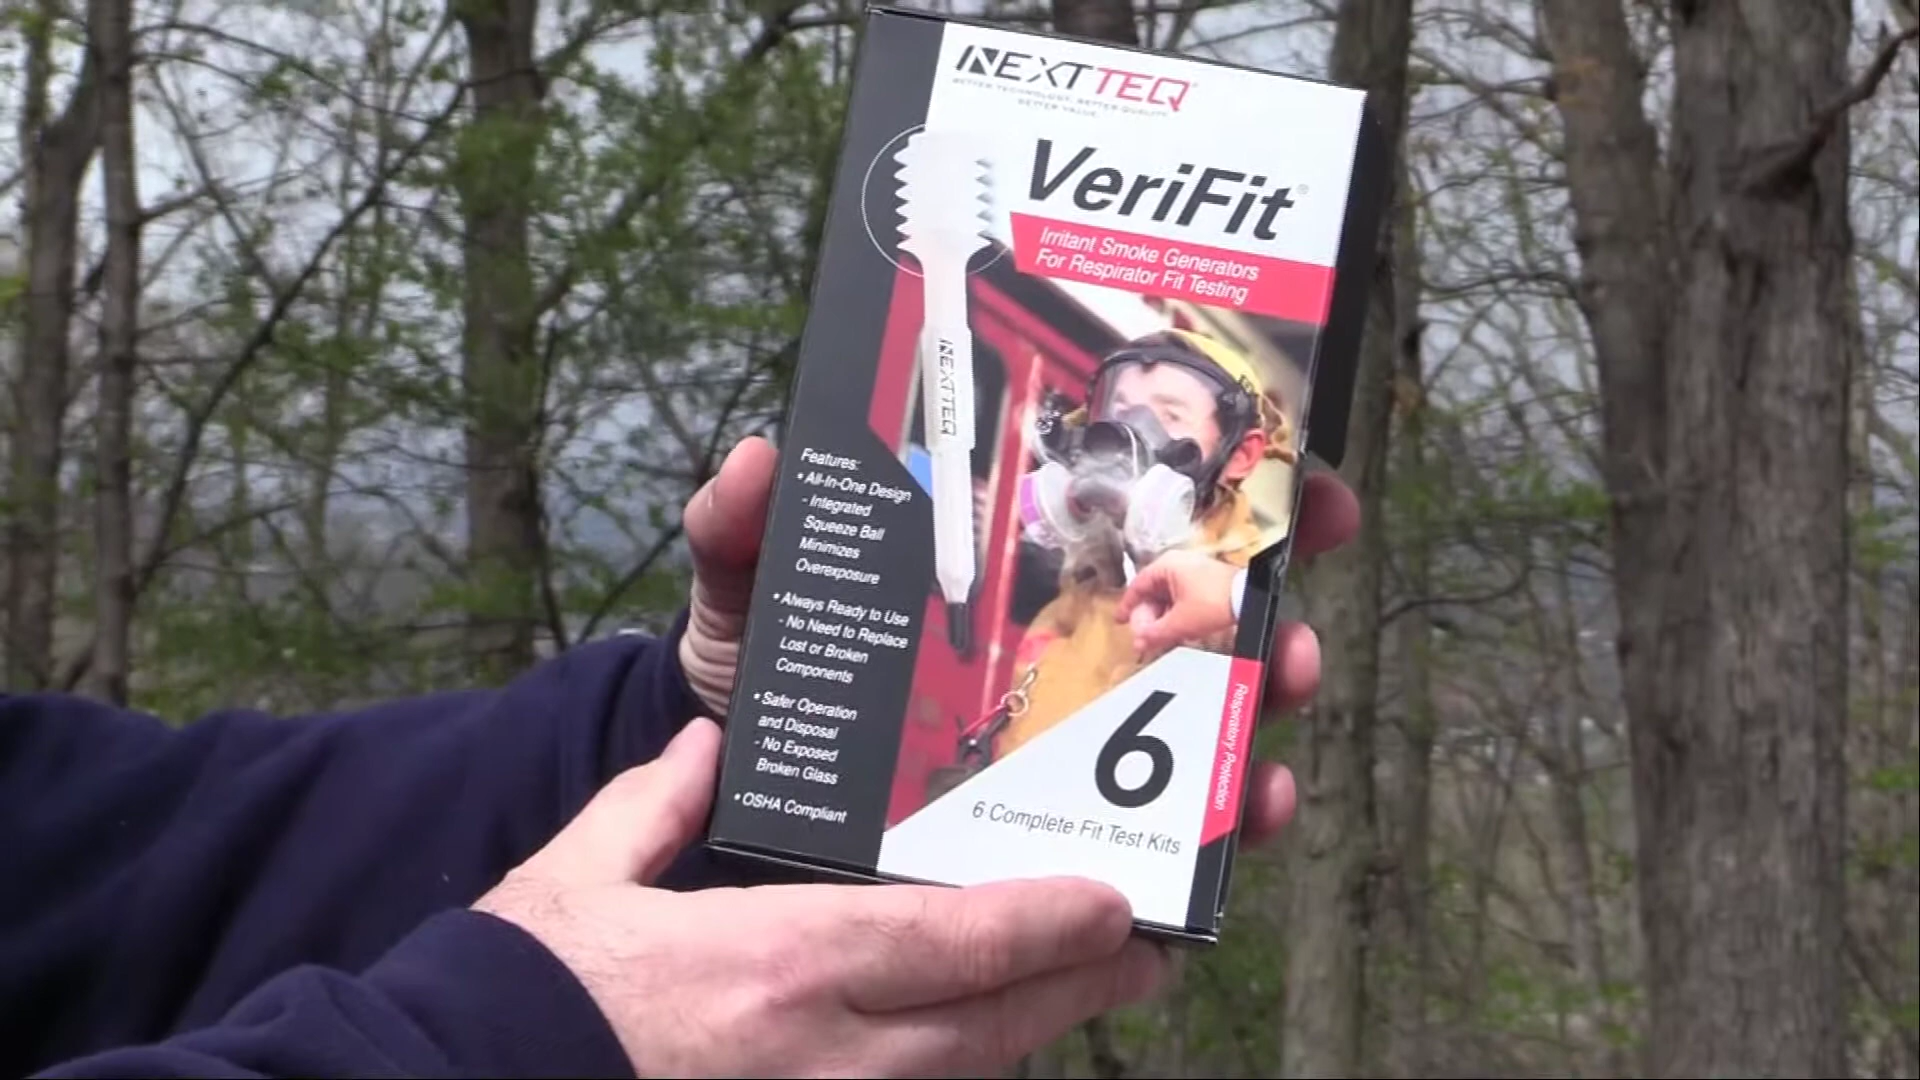 NEXTTEQ®
BETTER TECHNOLOGY. BETTER QUALITY.
BETTER VALUE.
VeriFit®
Irritant Smoke Generators
For Respirator Fit Testing
NEXTTEQ
Features:
• All-In-One Design
- Integrated
Squeeze Ball
Minimizes
Overexposure
• Always Ready to Use
- No Need to Replace
Lost or Broken
Components
• Safer Operation
and Disposal
- No Exposed
Broken Glass
• OSHA Compliant
6
6 Complete Fit Test Kits
Respiratory Protection